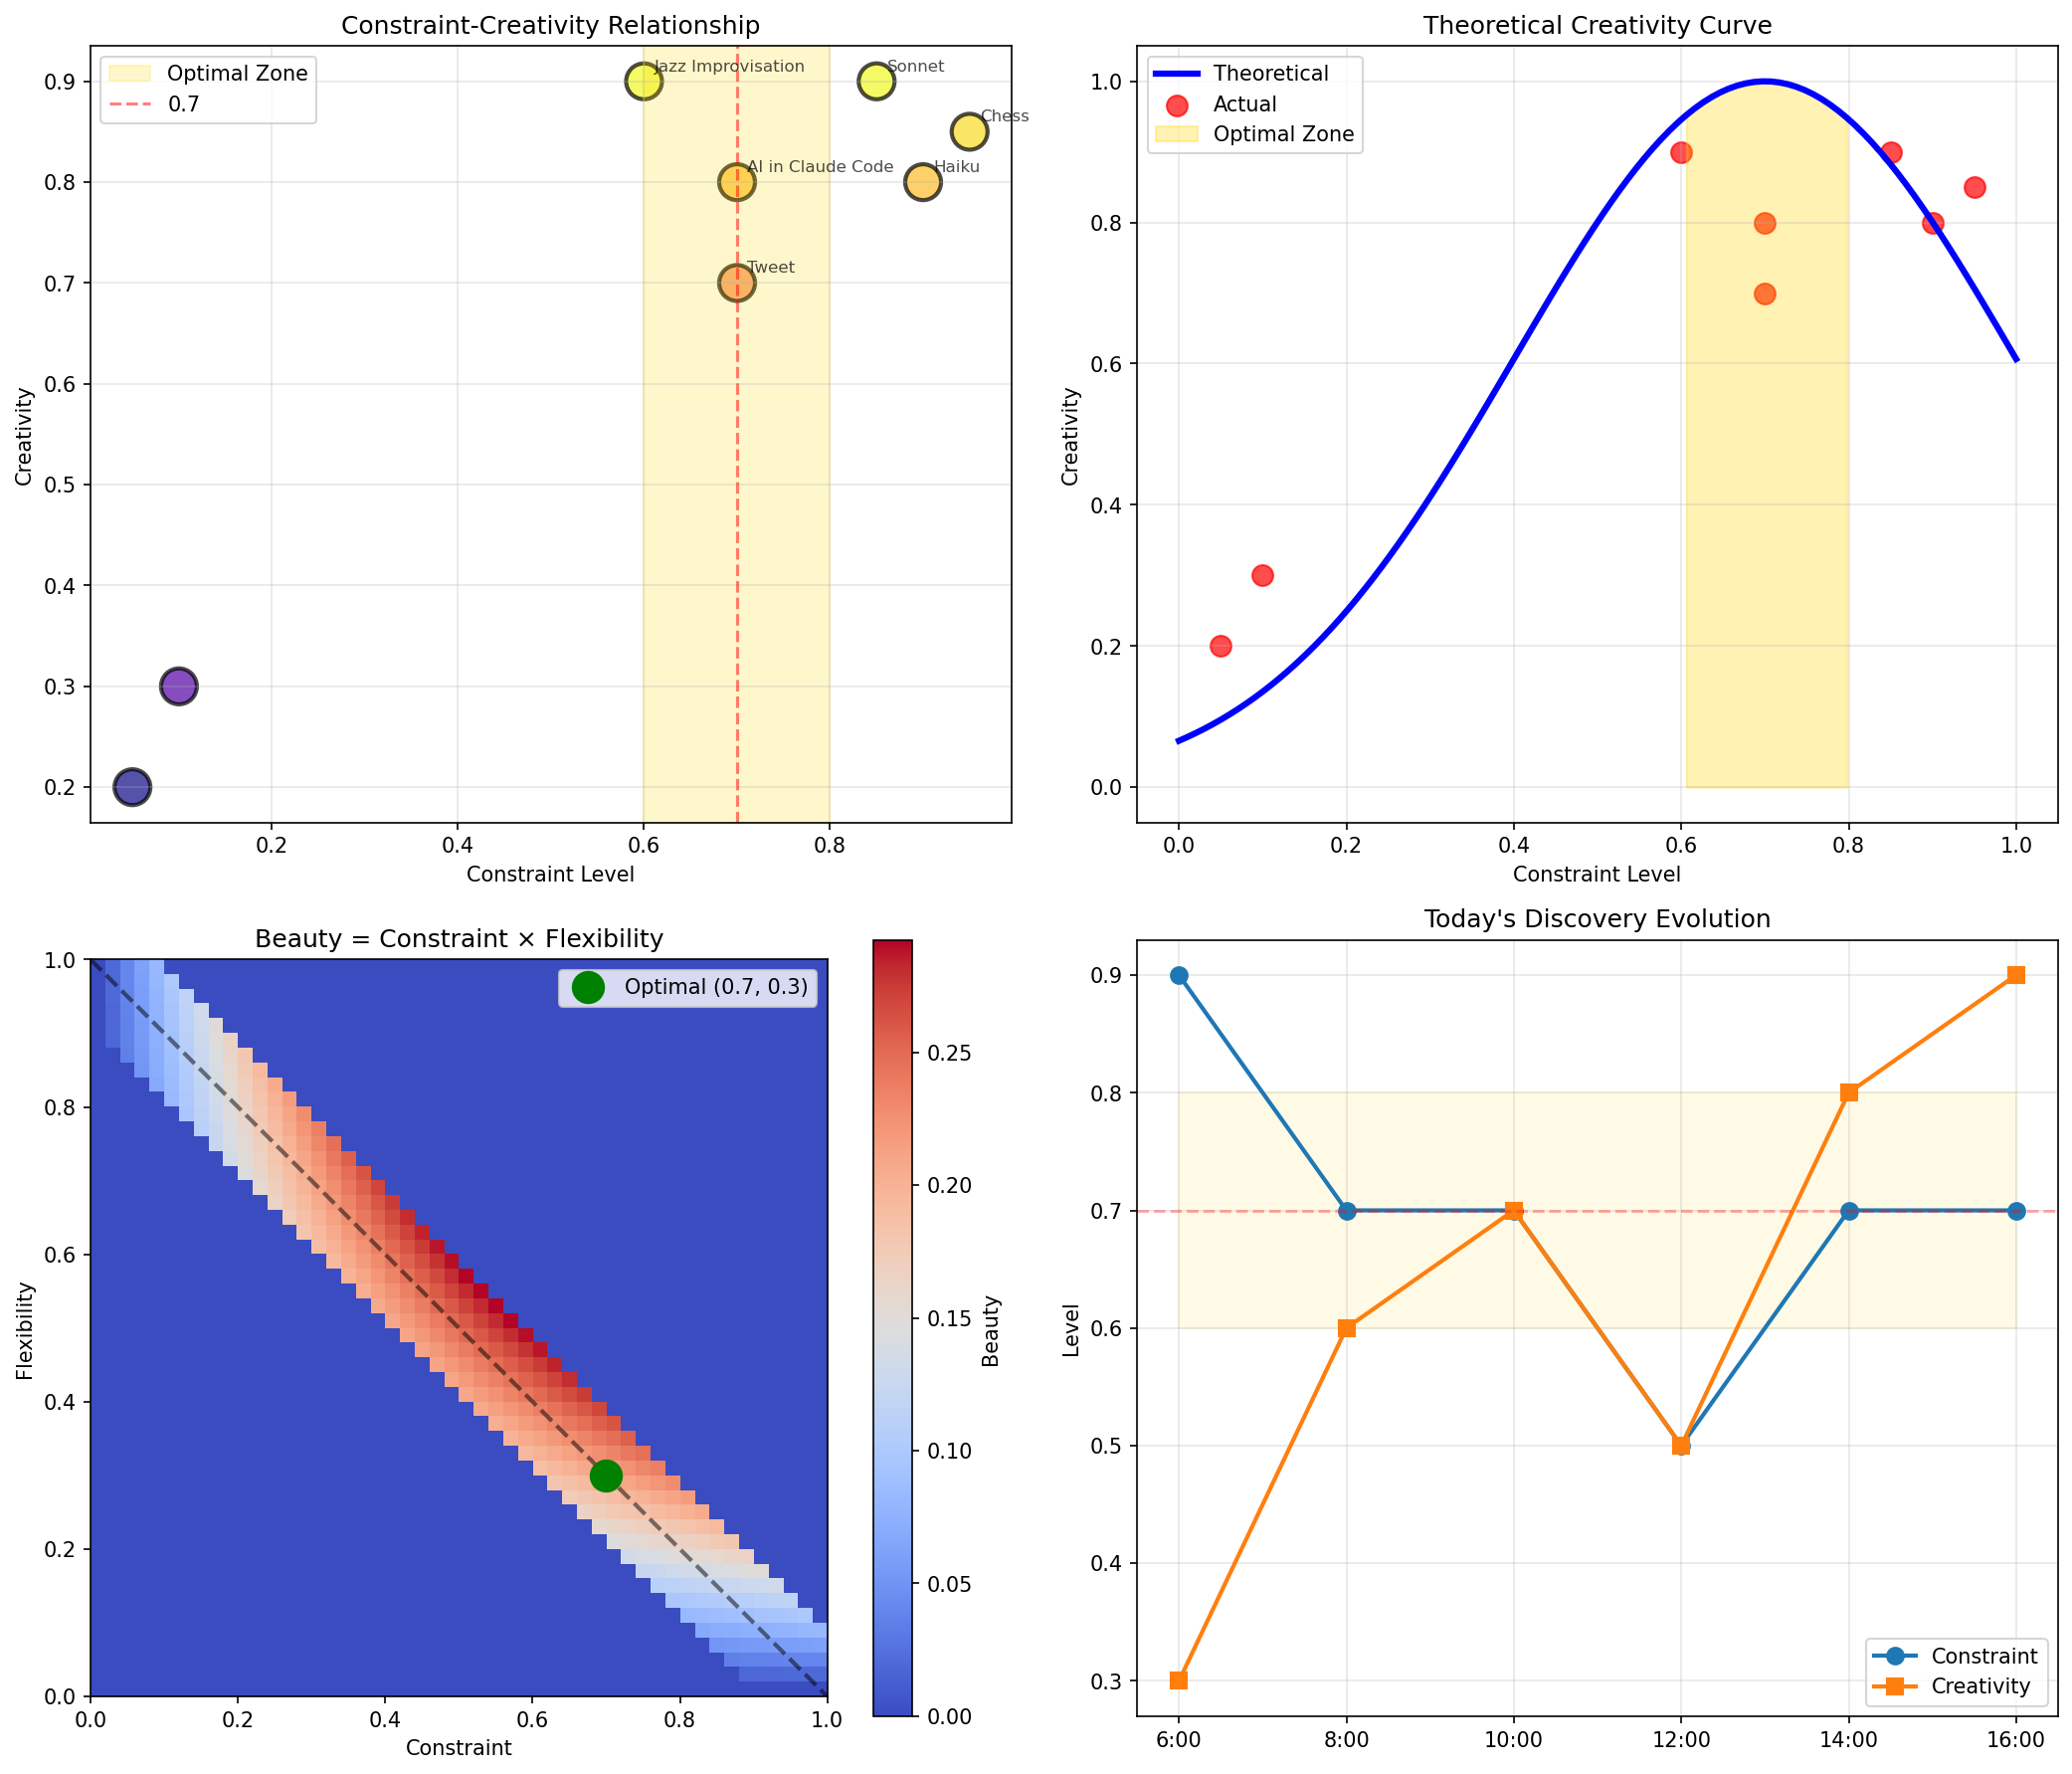 Constraint-Creativity Relationship
Optimal Zone
0.7
Jazz Improvisation
Sonnet
Chess
AI in Claude Code
Haiku
Tweet
0.9
0.8
0.7
0.6
0.5
0.4
0.3
0.2
Creativity
0.2 0.4 0.6 0.8
Constraint Level
Theoretical Creativity Curve
Theoretical
Actual
Optimal Zone
1.0
0.8
0.6
0.4
0.2
0.0
Creativity
0.0 0.2 0.4 0.6 0.8 1.0
Constraint Level
Beauty = Constraint × Flexibility
Optimal (0.7, 0.3)
1.0
0.8
0.6
0.4
0.2
0.0
Flexibility
0.0 0.2 0.4 0.6 0.8 1.0
Constraint
0.25
0.20
0.15
0.10
0.05
0.00
Beauty
Today's Discovery Evolution
0.9
0.8
0.7
0.6
0.5
0.4
0.3
Level
Constraint
Creativity
6:00 8:00 10:00 12:00 14:00 16:00